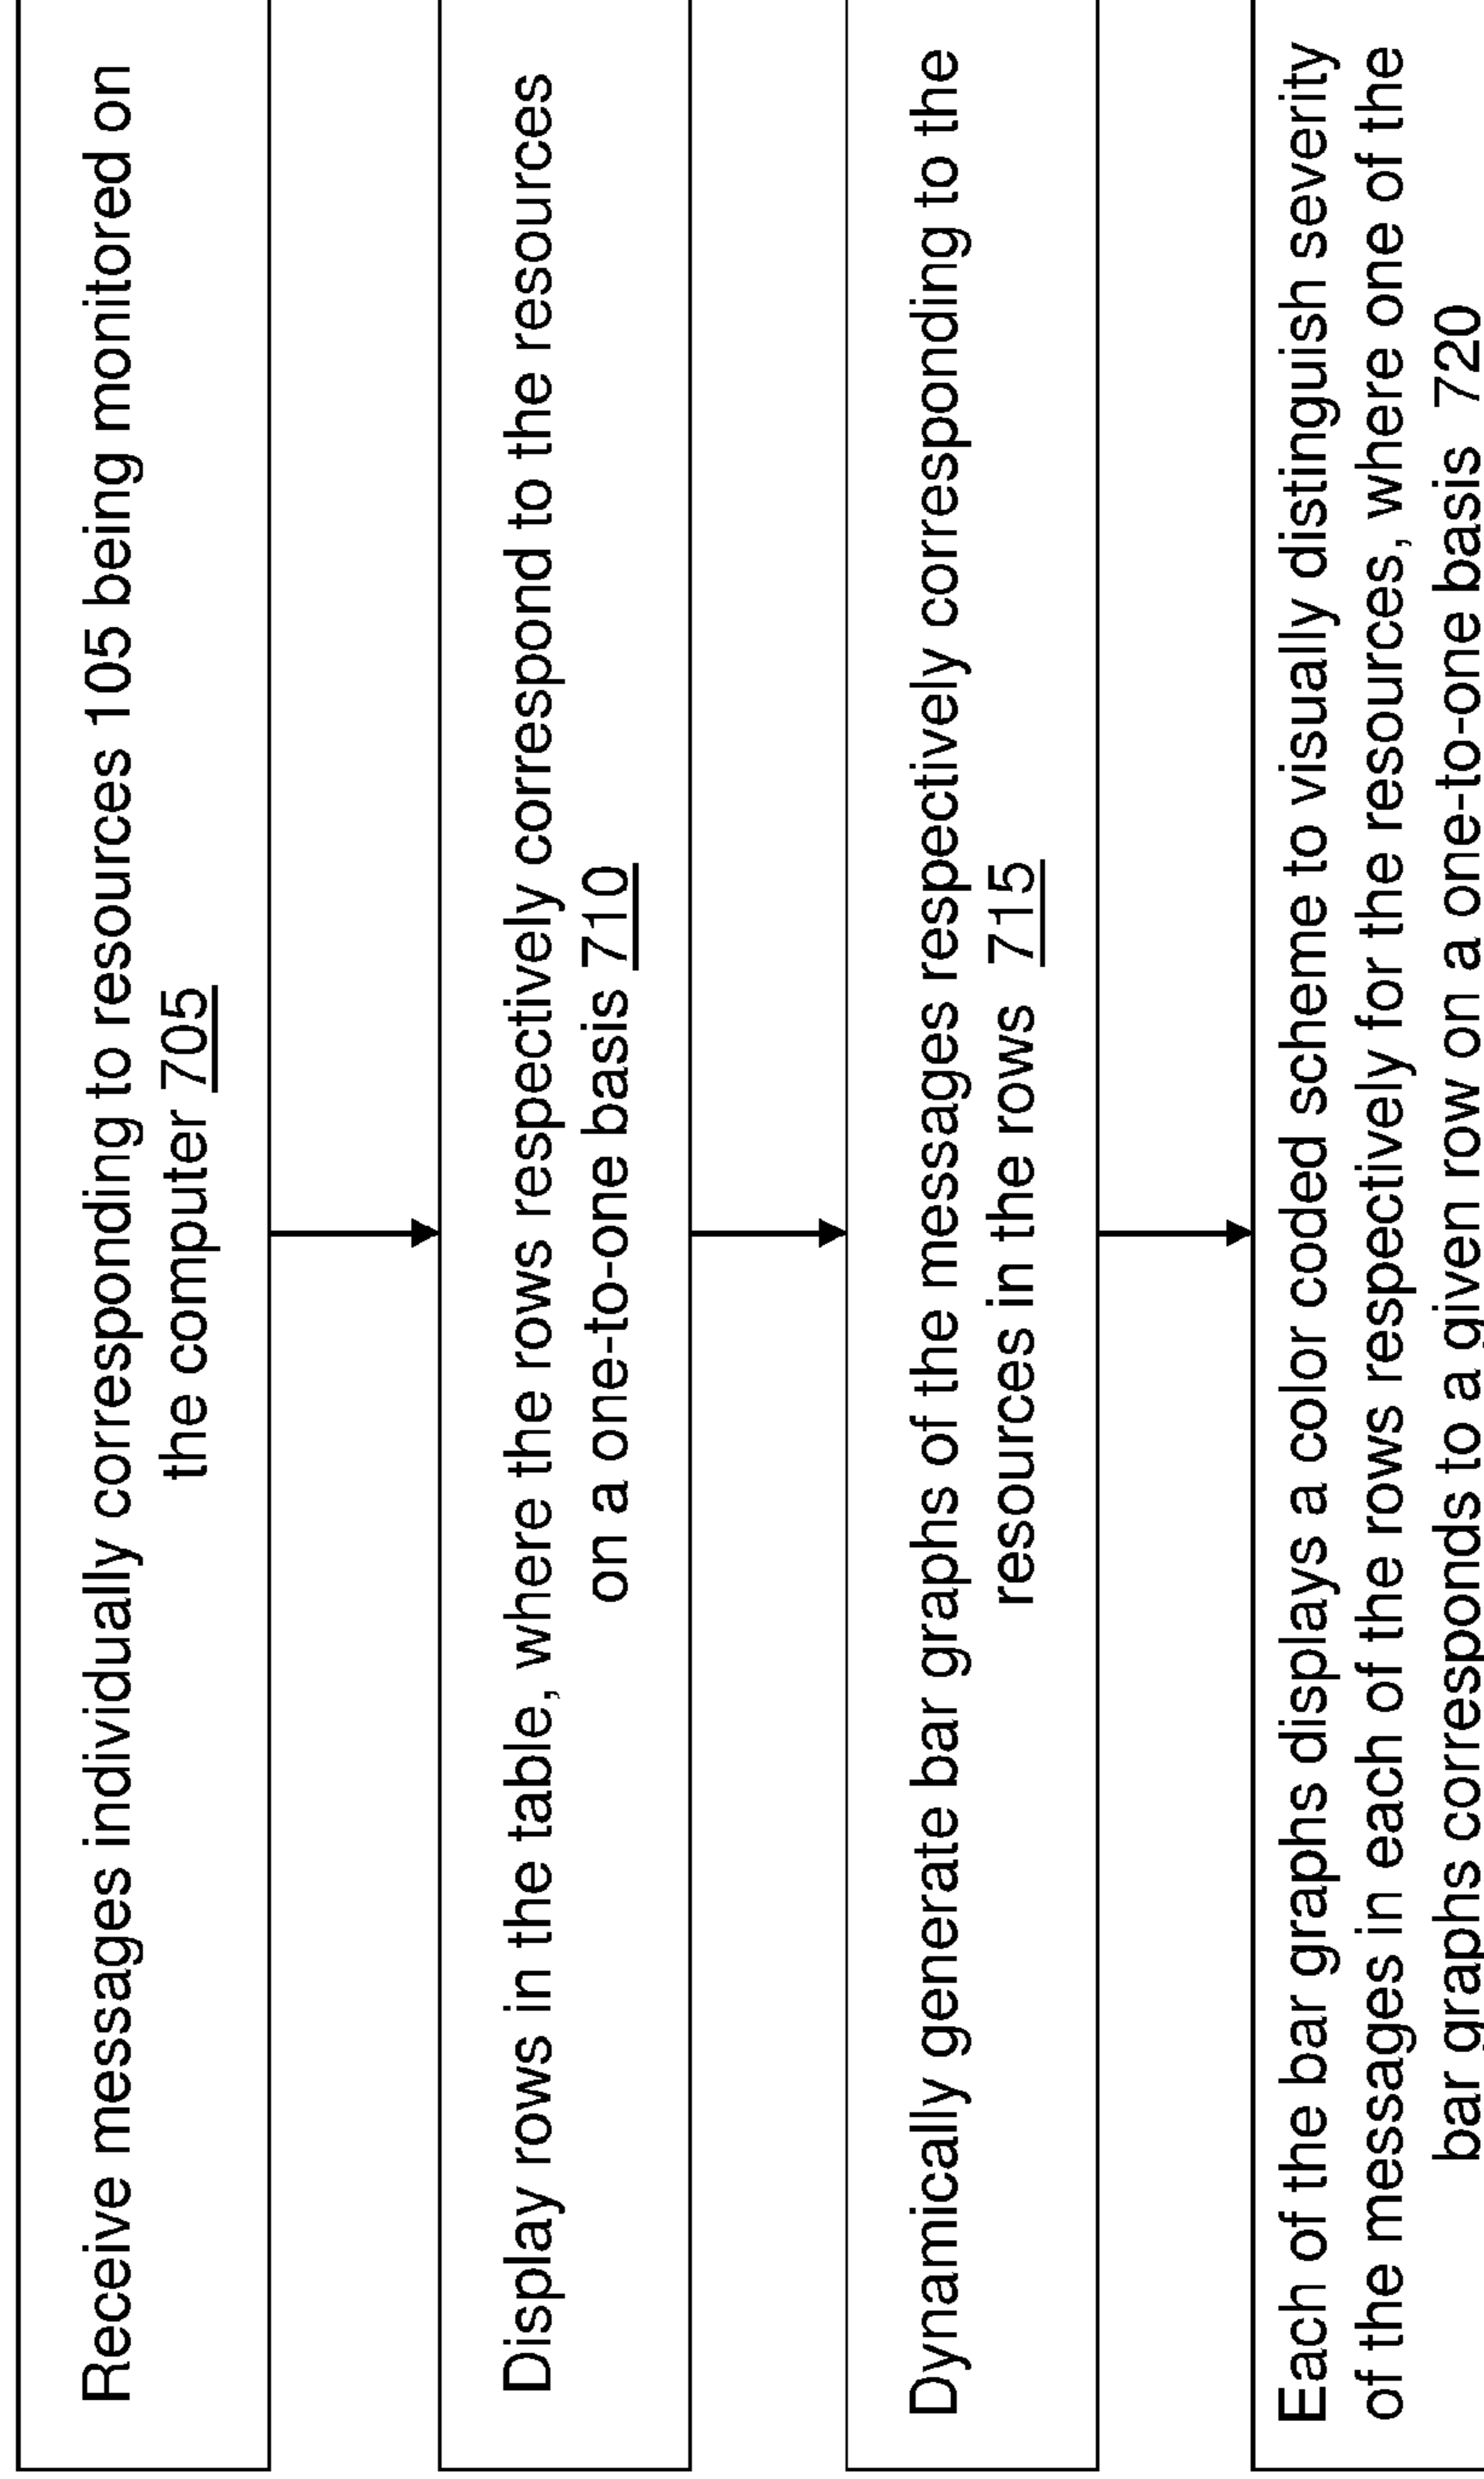 Receive messages individually corresponding to resources 105 being monitored on
the computer 705
Display rows in the table, where the rows respectively correspond to the resources
on a one-to-one basis 710
Dynamically generate bar graphs of the messages respectively corresponding to the
resources in the rows 715
Each of the bar graphs displays a color coded scheme to visually distinguish severity
of the messages in each of the rows respectively for the resources, where one of the
bar graphs corresponds to a given row on a one-to-one basis 720